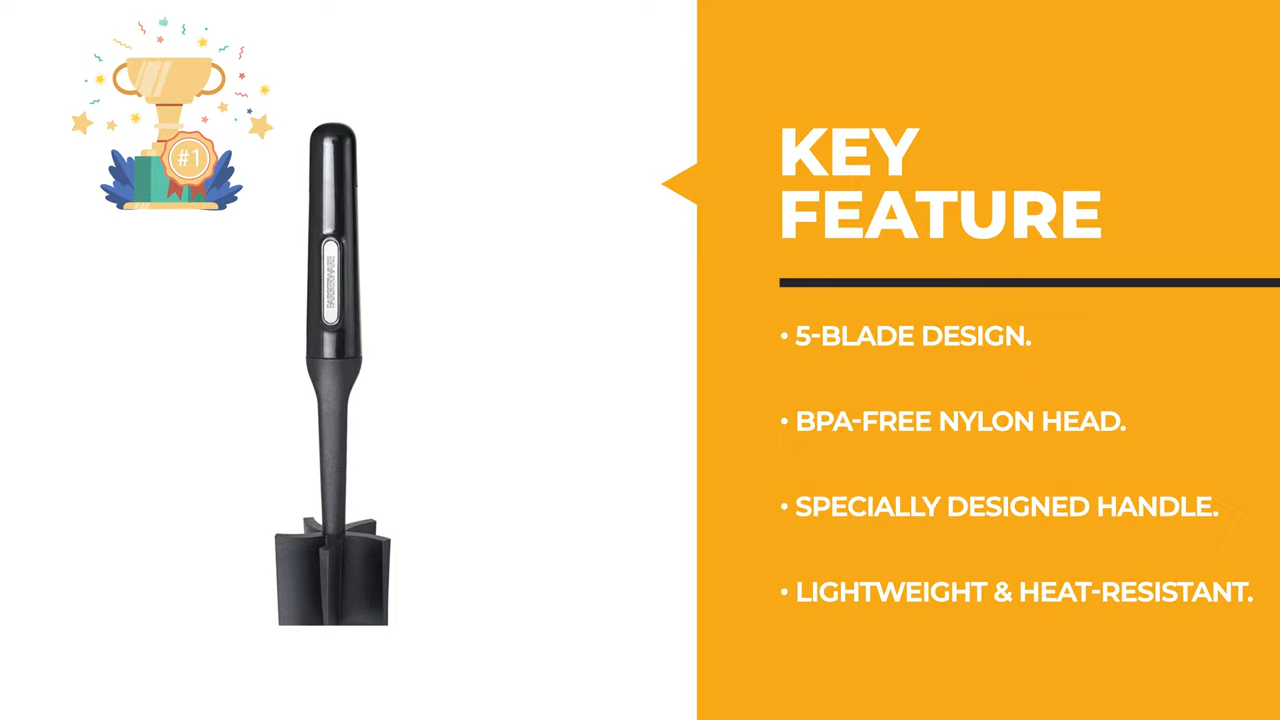 #1
FARBERWARE
KEY
FEATURE
• 5-BLADE DESIGN.
• BPA-FREE NYLON HEAD.
• SPECIALLY DESIGNED HANDLE.
• LIGHTWEIGHT & HEAT-RESISTANT.